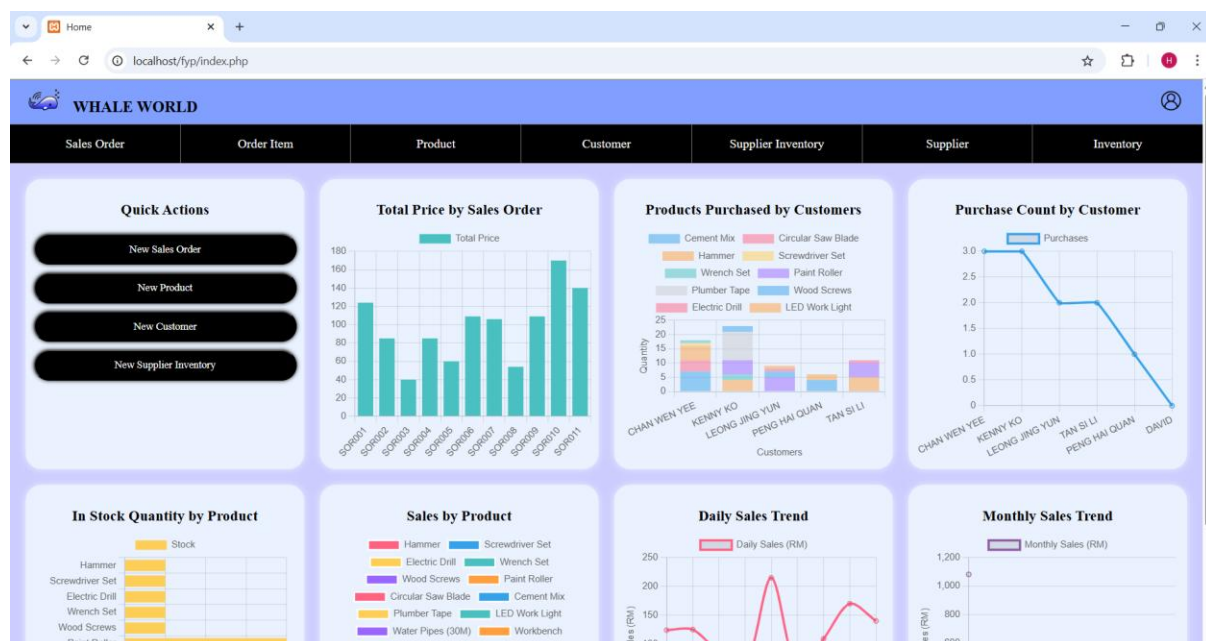 Home
localhost/fyp/index.php
H
WHALE WORLD
Sales Order
Order Item
Product
Customer
Supplier Inventory
Supplier
Inventory
Quick Actions
New Sales Order
New Product
New Customer
New Supplier Inventory
Total Price by Sales Order
Total Price
180
160
140
120
100
80
60
40
20
0
SOR001
SOR002
SOR003
SOR004
SOR005
SOR006
SOR007
SOR008
SOR009
SOR010
SOR011
Products Purchased by Customers
Cement Mix Circular Saw Blade
Hammer Screwdriver Set
Wrench Set Paint Roller
Plumber Tape Wood Screws
Electric Drill LED Work Light
Quantity
25
20
15
10
5
0
CHAN WEN YEE
KENNY KO
LEONG JING YUN
PENG HAI QUAN
TAN SI LI
Customers
Purchase Count by Customer
Purchases
3.0
2.5
2.0
1.5
1.0
0.5
0
CHAN WEN YEE
KENNY KO
LEONG JING YUN
TAN SI LI
PENG HAI QUAN
DAVID
In Stock Quantity by Product
Stock
Hammer
Screwdriver Set
Electric Drill
Wrench Set
Wood Screws
Sales by Product
Hammer Screwdriver Set
Electric Drill Wrench Set
Wood Screws Paint Roller
Circular Saw Blade Cement Mix
Plumber Tape LED Work Light
Water Pipes (30M) Workbench
Daily Sales Trend
Daily Sales (RM)
250
200
150
Monthly Sales Trend
Monthly Sales (RM)
1,200
1,000
800